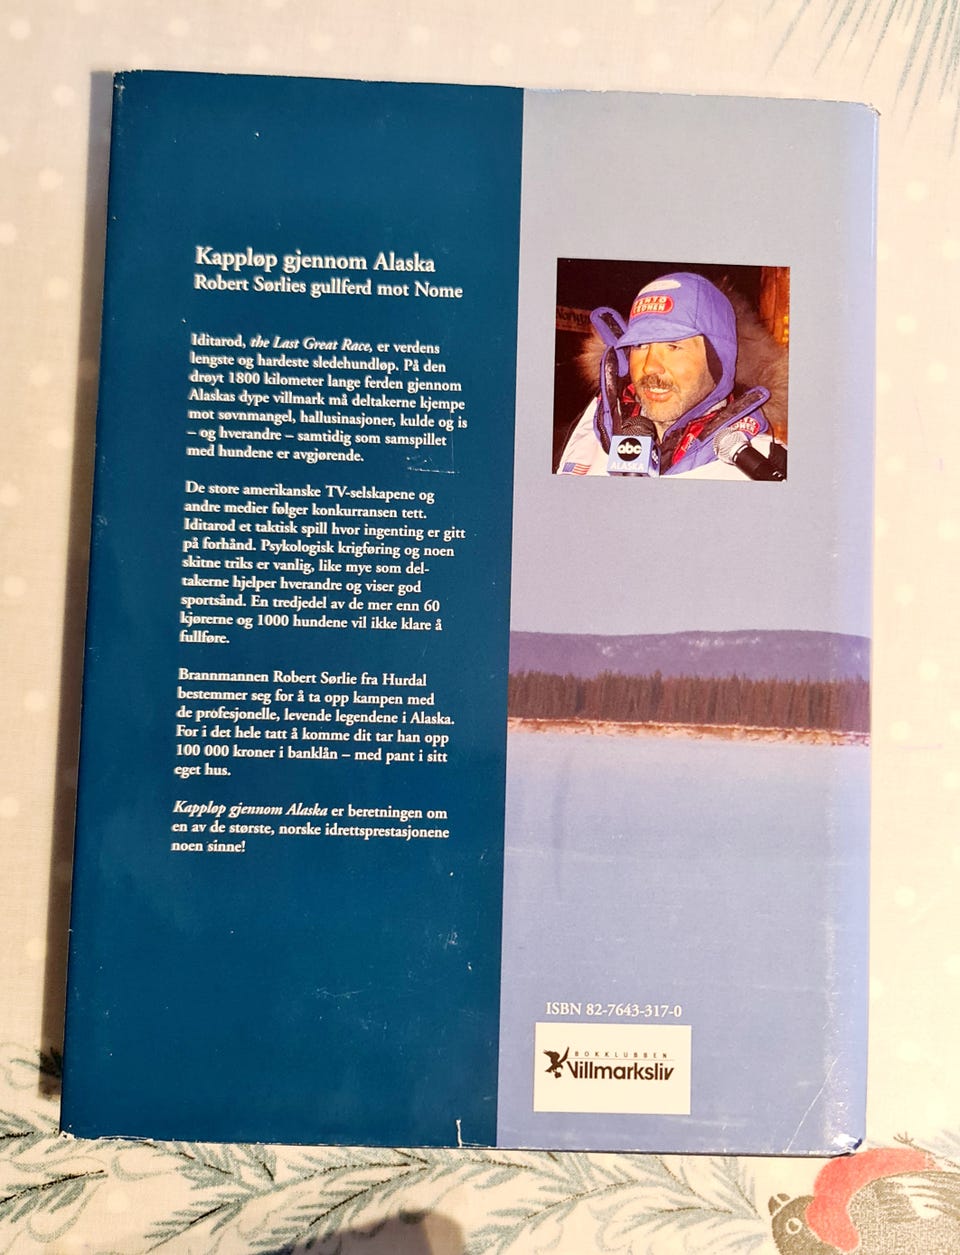 Kappløp gjennom Alaska
Robert Sørlies gullferd mot Nome
Iditarod, the Last Great Race, er verdens
lengste og hardeste sledehundløp. På den
drøyt 1800 kilometer lange ferden gjennom
Alaskas dype villmark må deltakerne kjempe
mot søvnmangel, hallusinasjoner, kulde og is
– og hverandre – samtidig som samspillet
med hundene er avgjørende.
De store amerikanske TV-selskapene og
andre medier følger konkurransen tett.
Iditarod et taktisk spill hvor ingenting er gitt
på forhånd. Psykologisk krigføring og noen
skitne triks er vanlig, like mye som del-
takerne hjelper hverandre og viser god
sportsånd. En tredjedel av de mer enn 60
kjørerne og 1000 hundene vil ikke klare å
fullføre.
Brannmannen Robert Sørlie fra Hurdal
bestemmer seg for å ta opp kampen med
de profesjonelle, levende legendene i Alaska.
For i det hele tatt å komme dit tar han opp
100 000 kroner i banklån – med pant i sitt
eget hus.
Kappløp gjennom Alaska er beretningen om
en av de største, norske idrettsprestasjonene
noen sinne!
abc
ALASKA
ISBN 82-7643-317-0
BOKKLUBBEN
Villmarksliv